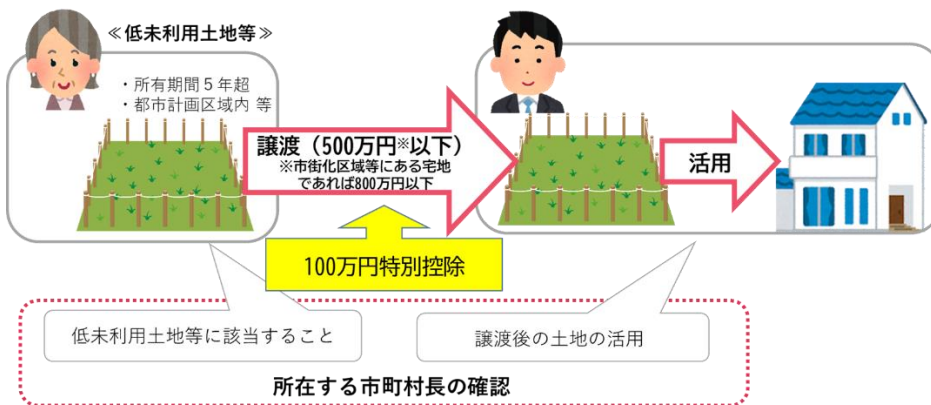 ≪低未利用土地等≫
・所有期間５年超
・都市計画区域内 等
譲渡（500万円※以下）
※市街化区域等にある宅地
であれば800万円以下
活用
100万円特別控除
低未利用土地等に該当すること
譲渡後の土地の活用
所在する市町村長の確認